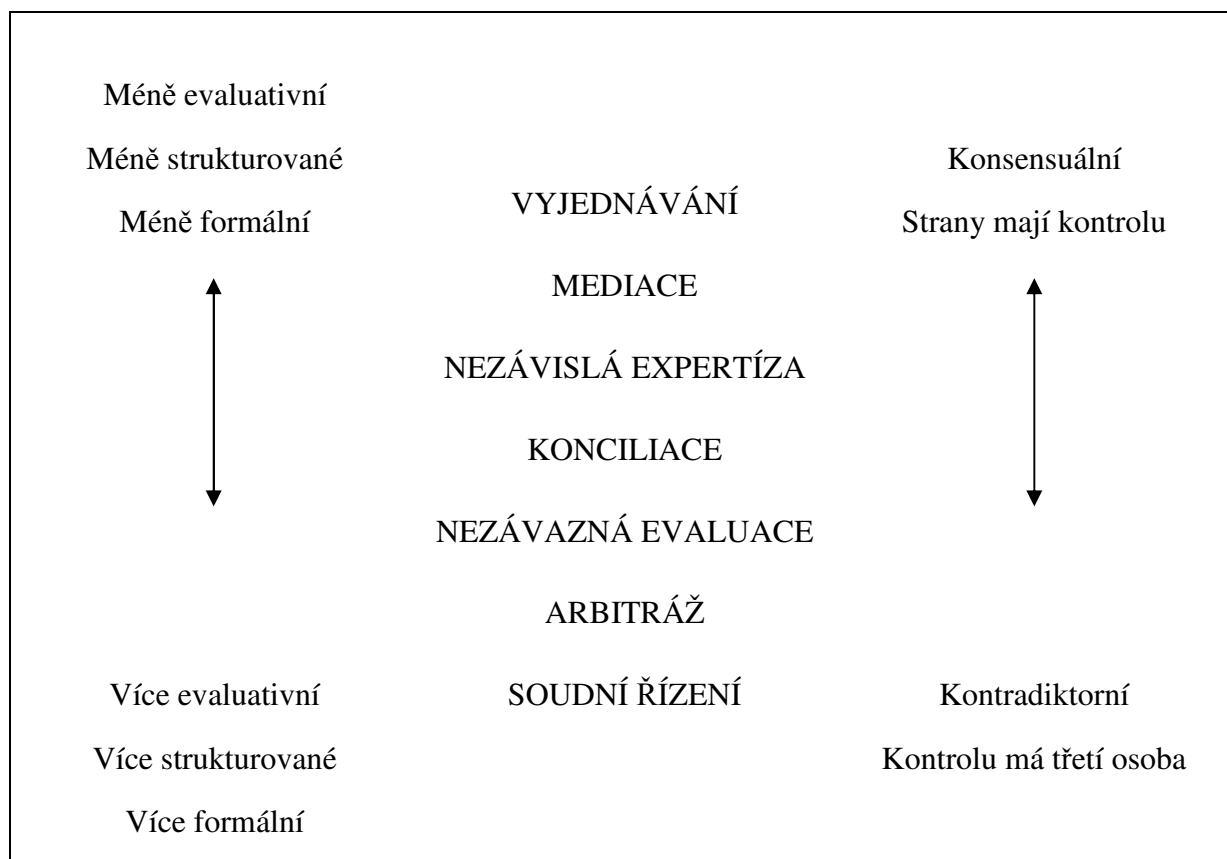 Méně evaluativní
Méně strukturované
Méně formální
VYJEDNÁVÁNÍ
MEDIACE
NEZÁVISLÁ EXPERTÍZA
KONCILIACE
NEZÁVAZNÁ EVALUACE
ARBITRÁŽ
SOUDNÍ ŘÍZENÍ
Konsensuální
Strany mají kontrolu
Více evaluativní
Více strukturované
Více formální
Kontradiktorní
Kontrolu má třetí osoba